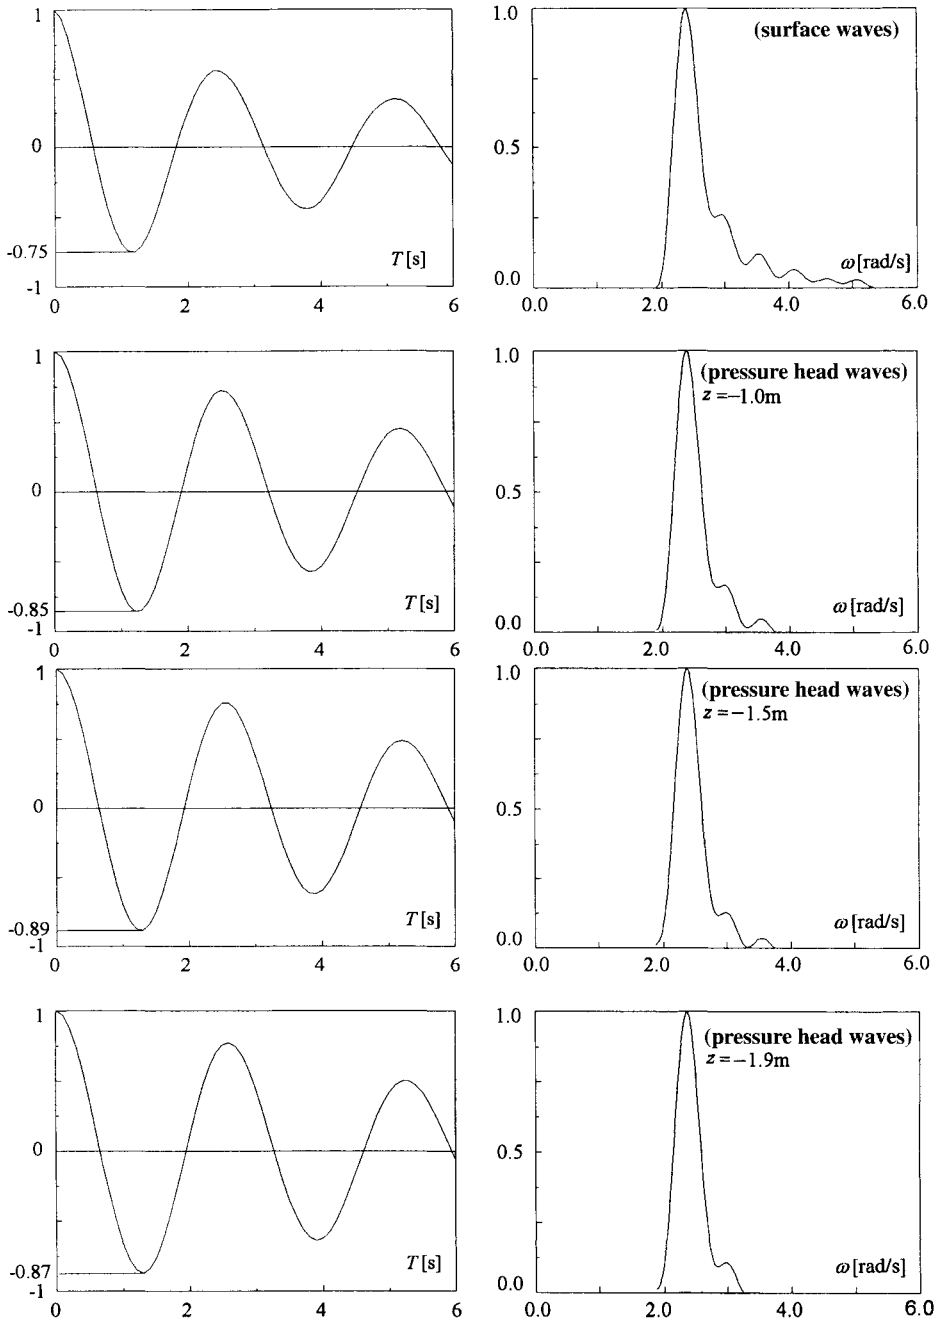 1
0
-0.75
-1
T [s]
0 2 4 6
1.0
(surface waves)
0.5
0.0
ω [rad/s]
0.0 2.0 4.0 6.0
1
0
-0.85
-1
T [s]
0 2 4 6
1.0
(pressure head waves)
z = -1.0m
0.5
0.0
ω [rad/s]
0.0 2.0 4.0 6.0
1
0
-0.89
-1
T [s]
0 2 4 6
1.0
(pressure head waves)
z = -1.5m
0.5
0.0
ω [rad/s]
0.0 2.0 4.0 6.0
1
0
-0.87
-1
T [s]
0 2 4 6
1.0
(pressure head waves)
z = -1.9m
0.5
0.0
ω [rad/s]
0.0 2.0 4.0 6.0